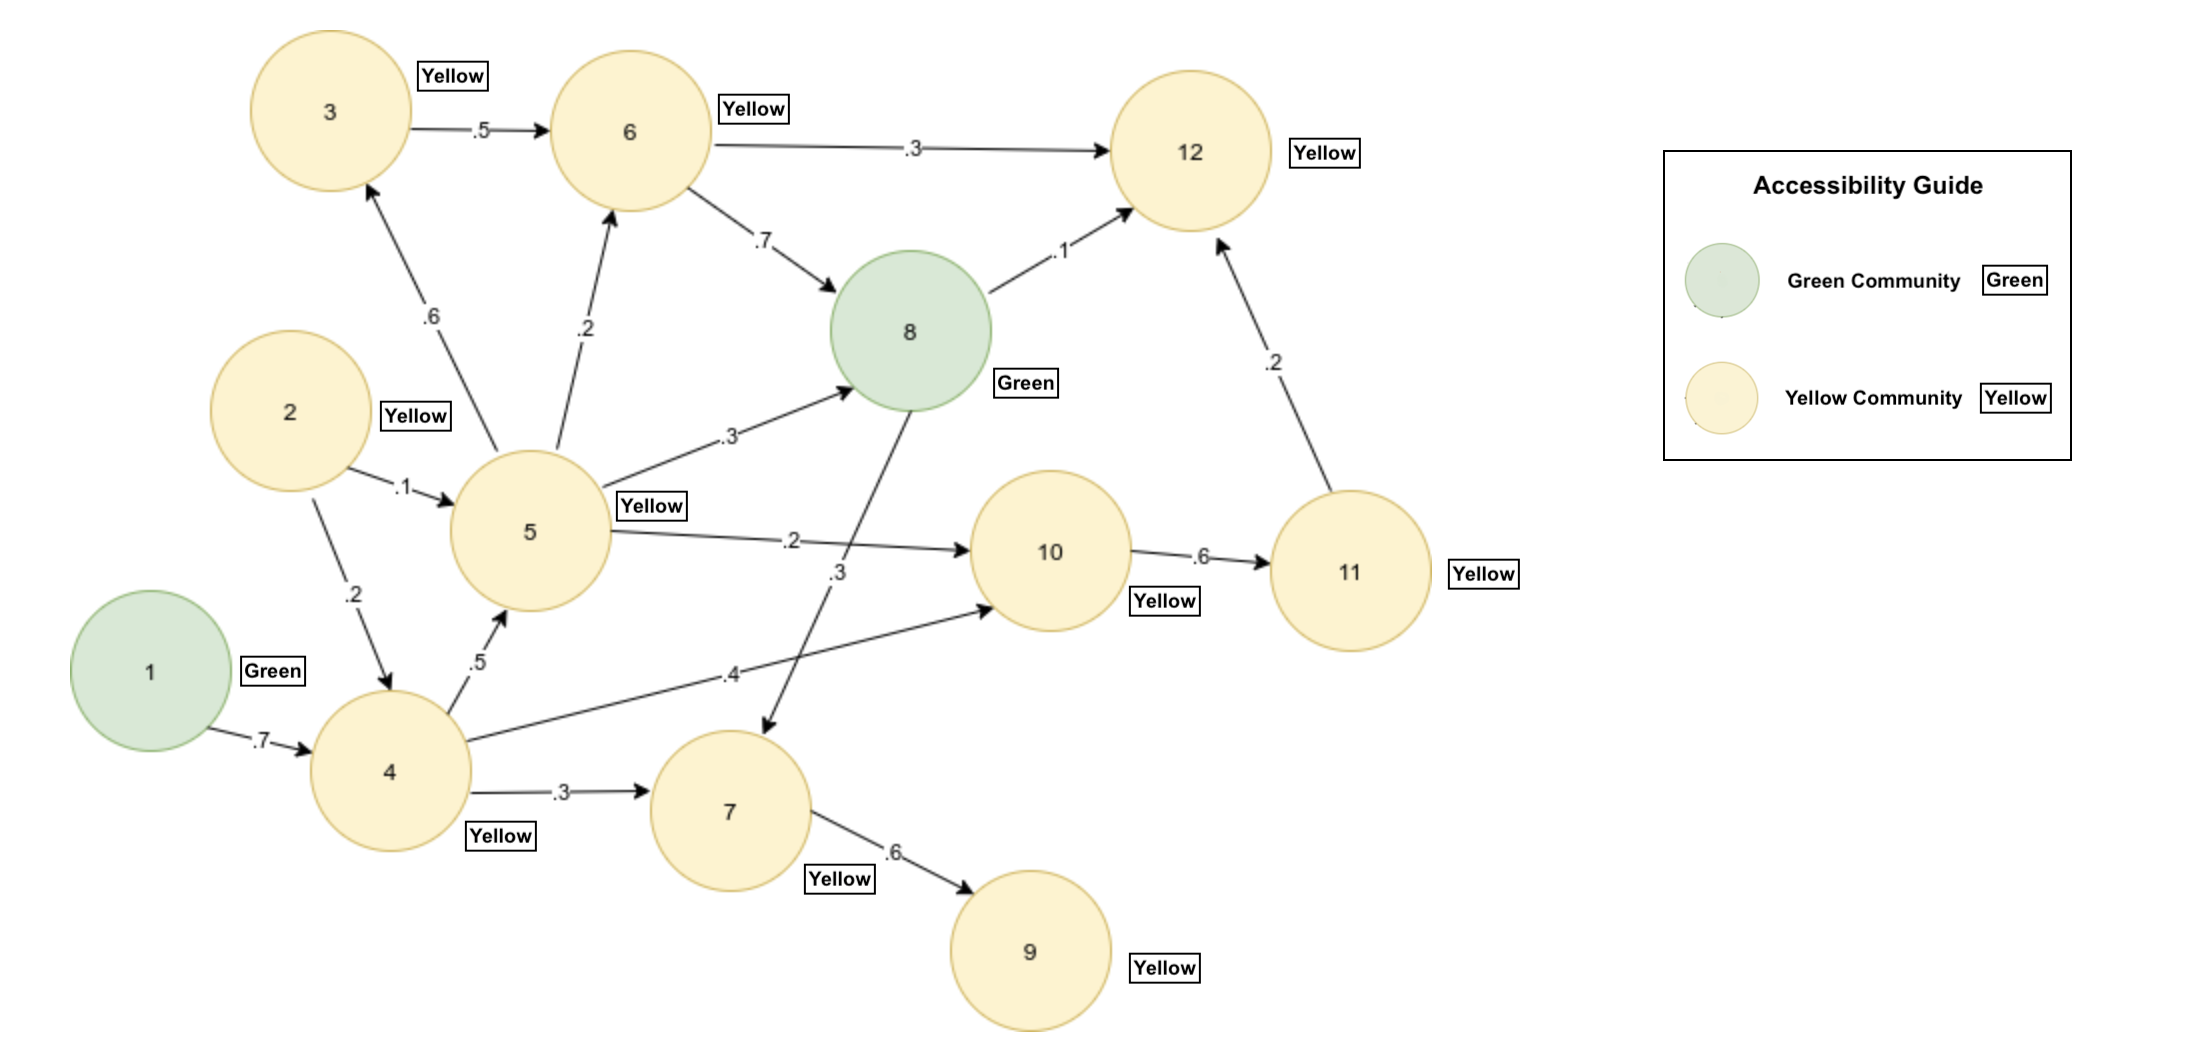 3
Yellow
.5
6
Yellow
.3
12
Yellow
Accessibility Guide
Green Community
Green
Yellow Community
Yellow
.7
.1
.6
.2
8
Green
.2
2
Yellow
.1
.3
5
Yellow
.2
10
Yellow
.6
11
Yellow
.3
.2
.5
.4
1
Green
.7
4
Yellow
.3
7
Yellow
.6
9
Yellow